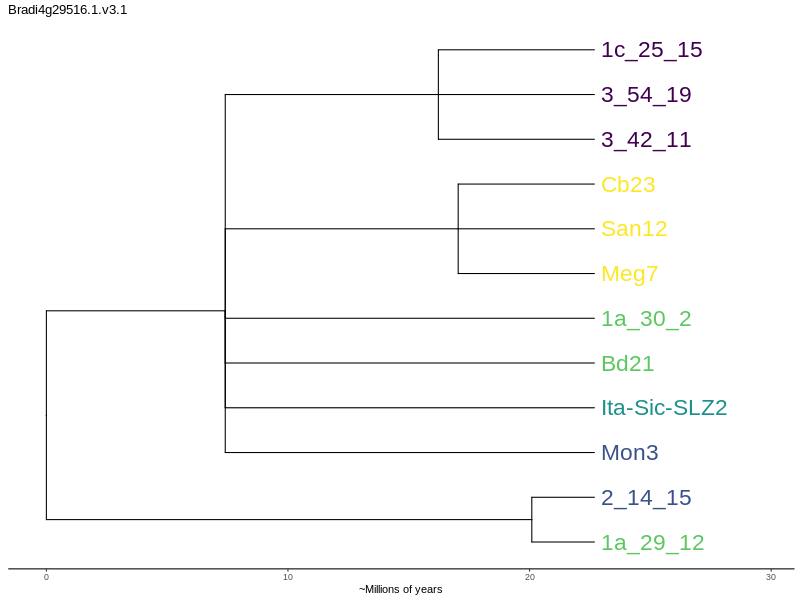 Bradi4g29516.1.v3.1
1c_25_15
3_54_19
3_42_11
Cb23
San12
Meg7
1a_30_2
Bd21
Ita-Sic-SLZ2
Mon3
2_14_15
1a_29_12
0 10 20 30
~Millions of years